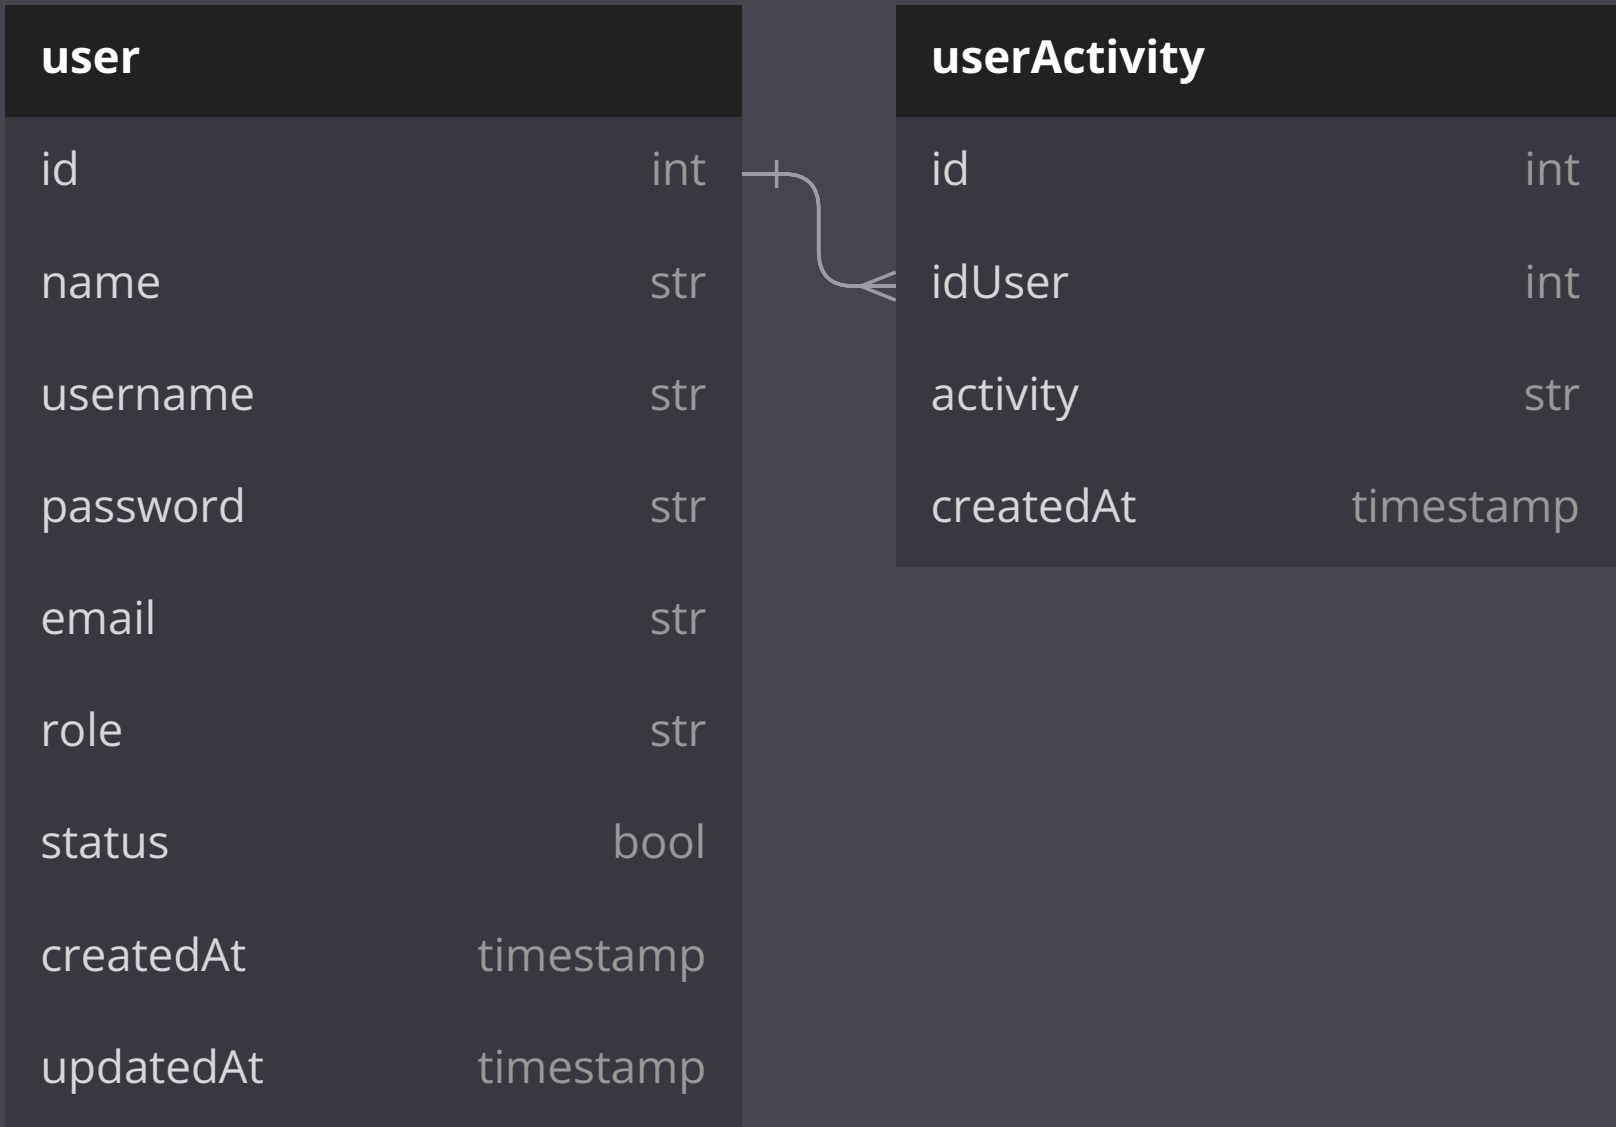 user
id int
name str
username str
password str
email str
role str
status bool
createdAt timestamp
updatedAt timestamp
userActivity
id int
idUser int
activity str
createdAt timestamp